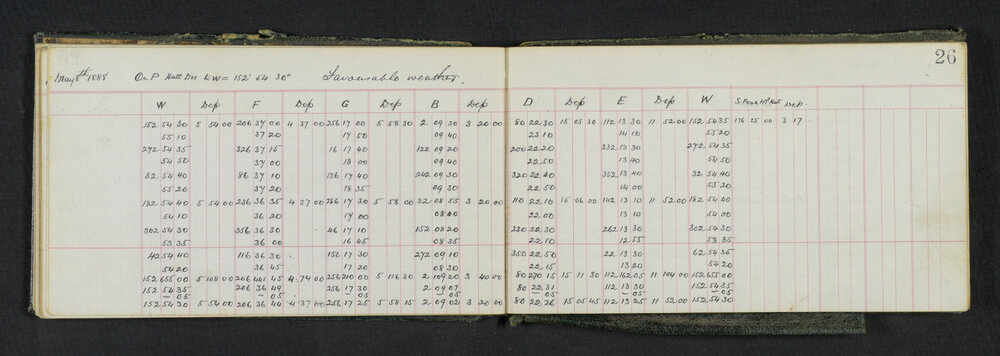 26
May 8th 1888 On P Hutt Dis LW = 152° 54' 30" Favourable weather.
W Dep F Dep G Dep B Dep D Dep E Dep W Dep.
152 54 30 5 54 00 206 37 00 4 37 00 256 17 00 5 58 30 2 09 30 3 20 00 80 22 30 15 05 30 112 13 30 11 52 00 152 54 35 176 25 00 3 17
55 10 37 20 17 50 09 40 23 10 14 10 55 20
272 54 35 326 37 15 16 17 40 122 09 20 200 22 20 232 13 30 272 54 35
54 50 37 00 18 00 09 40 22 50 13 40 54 50
32 54 40 86 37 10 136 17 40 242 09 30 320 22 40 352 13 40 32 54 40
55 20 37 20 18 35 09 30 22 50 14 00 55 20
182 54 40 5 54 00 236 36 35 4 37 00 286 17 30 5 58 00 32 08 55 3 20 00 110 22 10 15 06 00 142 13 10 11 52 00 182 54 40
54 10 36 20 17 00 08 40 22 00 13 10 54 00
302 54 30 356 36 30 46 17 10 152 08 20 230 22 30 262 13 30 302 54 30
53 35 36 00 16 45 08 35 22 10 12 55 53 35
62 54 40 116 36 30 156 17 30 272 09 10 350 22 50 22 13 30 62 54 35
54 20 36 45 17 20 08 30 22 15 13 20 54 20
152 655 00 5 108 00 206 441 45 4 74 00 256 210 00 5 116 30 2 109 20 3 40 00 80 270 15 15 11 30 112 162 05 11 104 00 152 655 00
152 54 35 206 36 49 256 17 30 2 09 07 80 22 31 112 13 30 152 54 35
- 05 - 05 - 05 - 05 - 05 - 05 - 05
152 54 30 5 54 00 206 36 44 4 37 00 256 17 25 5 58 15 2 09 02 3 20 00 80 22 26 15 05 45 112 13 25 11 52 00 152 54 30